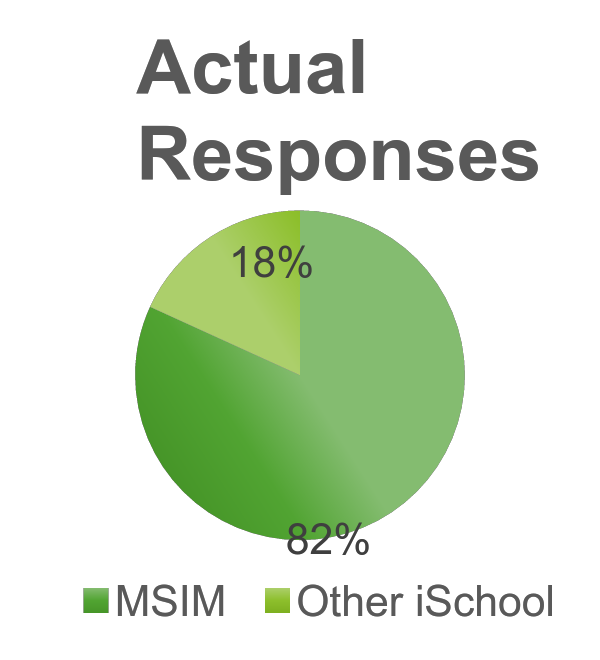 Actual
Responses
18%
82%
MSIM
Other iSchool